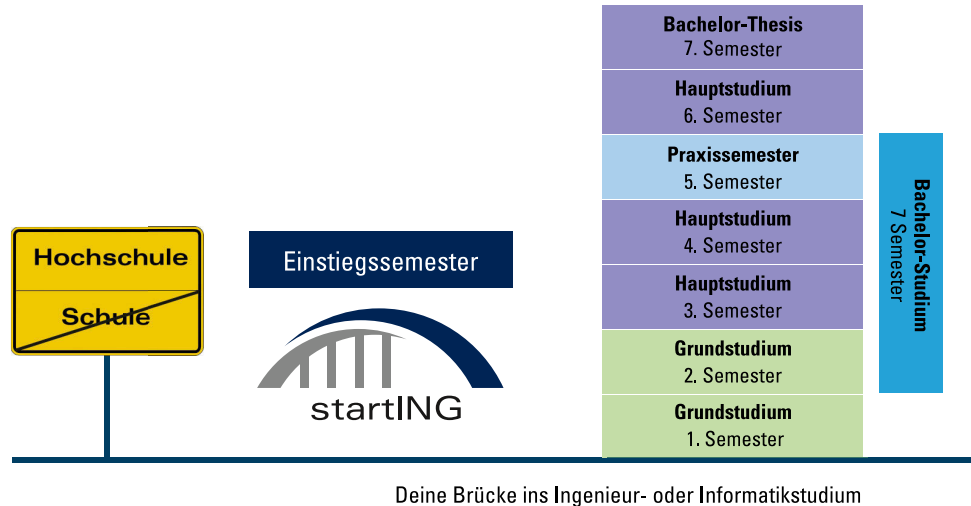 Hochschule
Schule
Einstiegssemester
startING
Bachelor-Thesis
7. Semester
Hauptstudium
6. Semester
Praxissemester
5. Semester
Hauptstudium
4. Semester
Hauptstudium
3. Semester
Grundstudium
2. Semester
Grundstudium
1. Semester
Bachelor-Studium
7 Semester
Deine Brücke ins Ingenieur- oder Informatikstudium